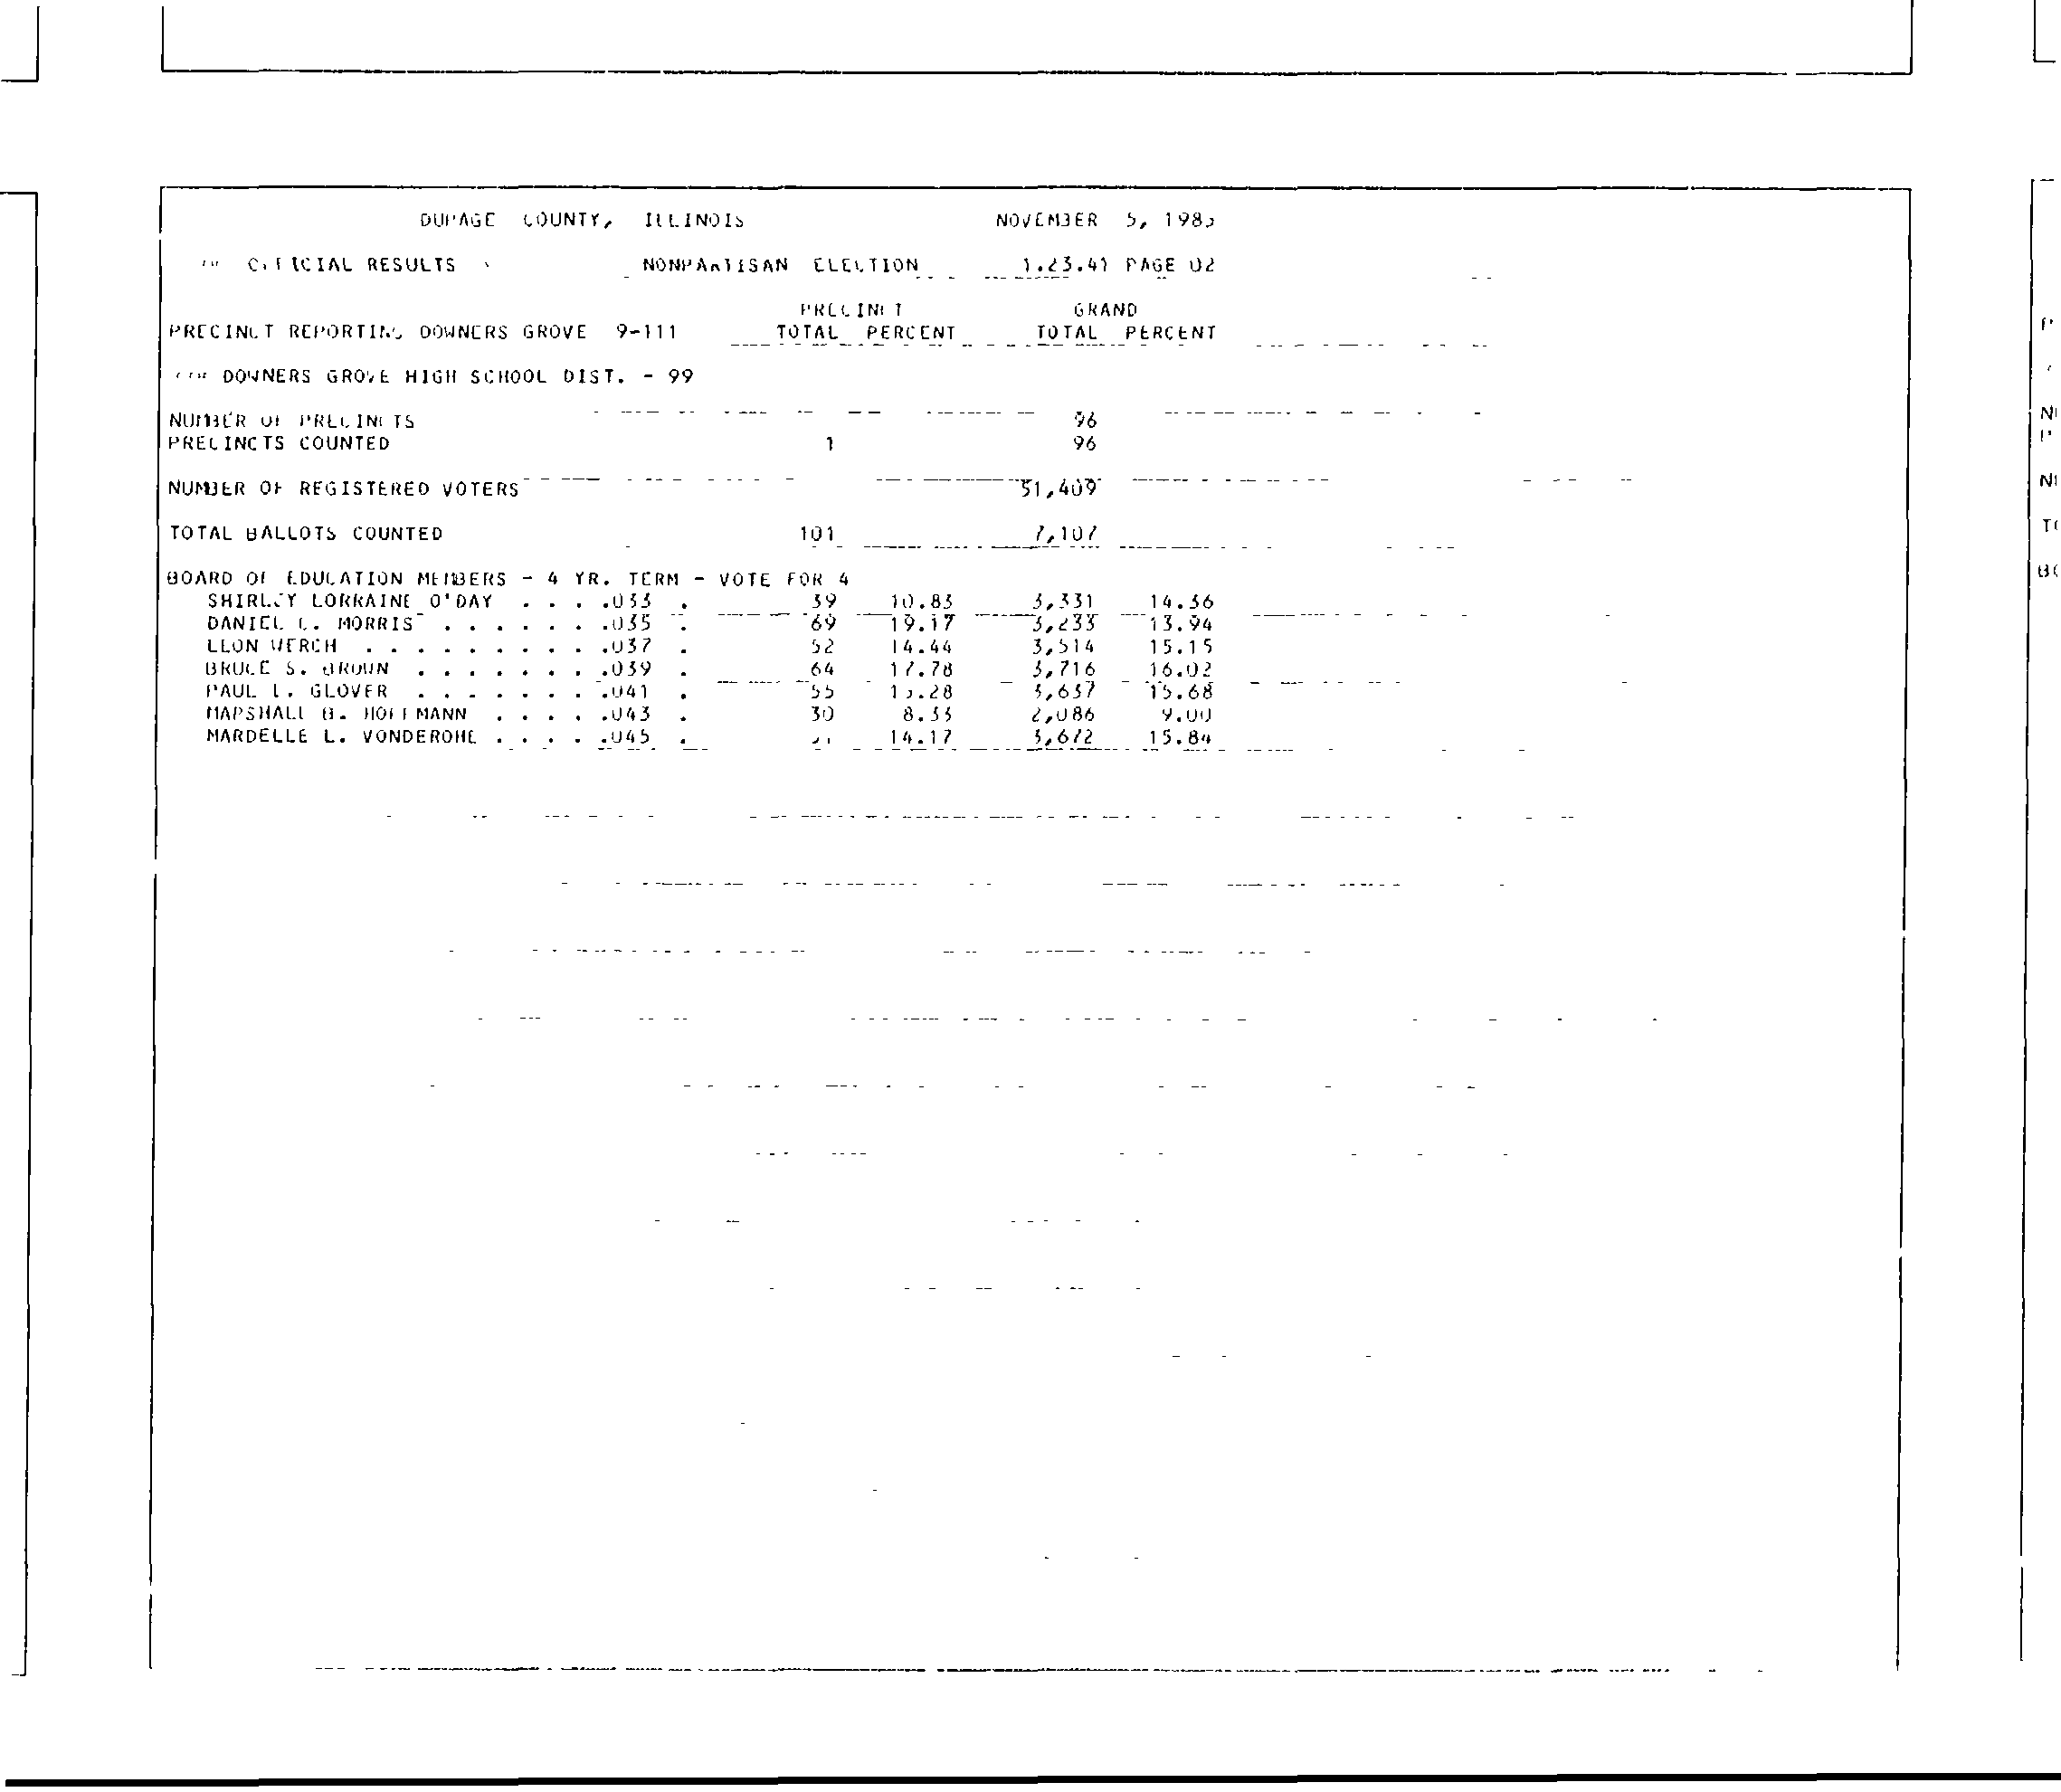 DUPAGE COUNTY, ILLINOIS NOVEMBER 5, 1985
OFFICIAL RESULTS NONPARTISAN ELECTION 1.23.41 PAGE 02
PRECINCT GRAND
PRECINCT REPORTING DOWNERS GROVE 9-111 TOTAL PERCENT TOTAL PERCENT
DOWNERS GROVE HIGH SCHOOL DIST. - 99
NUMBER OF PRECINCTS 96
PRECINCTS COUNTED 1 96
NUMBER OF REGISTERED VOTERS 51,409
TOTAL BALLOTS COUNTED 101 7,107
BOARD OF EDUCATION MEMBERS - 4 YR. TERM - VOTE FOR 4
SHIRLEY LORRAINE O'DAY . . . .033 . 39 10.83 3,331 14.36
DANIEL C. MORRIS . . . . . . .035 . 69 19.17 3,233 13.94
LEON WERCH . . . . . . . . . .037 . 52 14.44 3,514 15.15
BRUCE S. BROWN . . . . . . . .039 . 64 17.78 3,716 16.02
PAUL L. GLOVER . . . . . . . .041 . 55 15.28 3,637 15.68
MARSHALL B. HOFFMANN . . . . .043 . 30 8.33 2,086 9.00
MARDELLE L. VONDEROHE . . . . .045 . 14.17 3,672 15.84